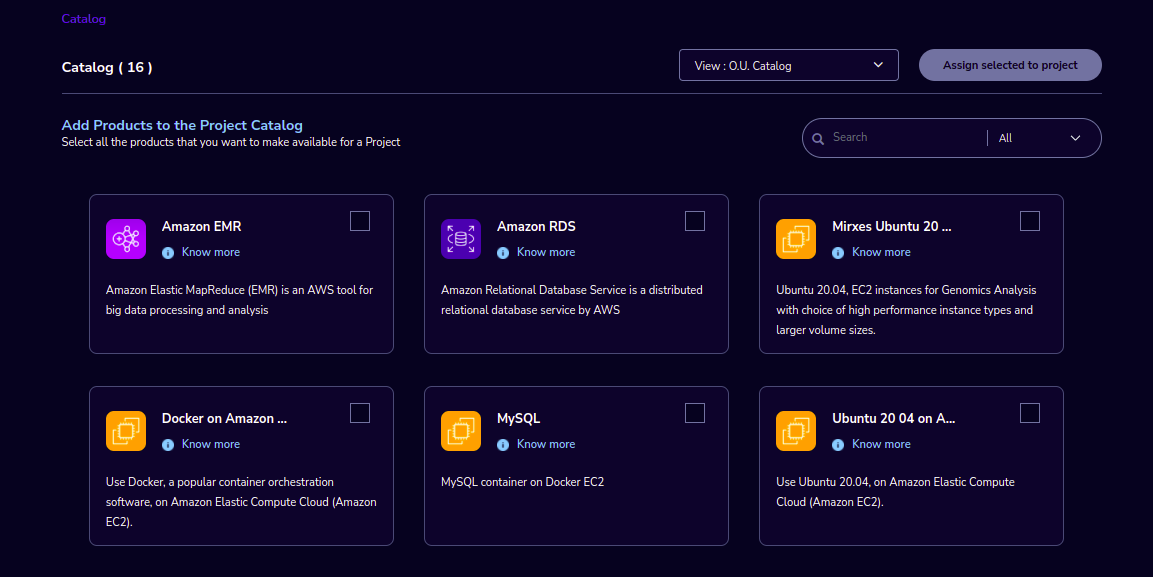 Catalog
Catalog ( 16 )
View : O.U. Catalog
Assign selected to project
Add Products to the Project Catalog
Select all the products that you want to make available for a Project
Search
All
Amazon EMR
Know more
Amazon Elastic MapReduce (EMR) is an AWS tool for
big data processing and analysis
Amazon RDS
Know more
Amazon Relational Database Service is a distributed
relational database service by AWS
Mirxes Ubuntu 20 ...
Know more
Ubuntu 20.04, EC2 instances for Genomics Analysis
with choice of high performance instance types and
larger volume sizes.
Docker on Amazon ...
Know more
Use Docker, a popular container orchestration
software, on Amazon Elastic Compute Cloud (Amazon
EC2).
MySQL
Know more
MySQL container on Docker EC2
Ubuntu 20 04 on A...
Know more
Use Ubuntu 20.04, on Amazon Elastic Compute
Cloud (Amazon EC2).